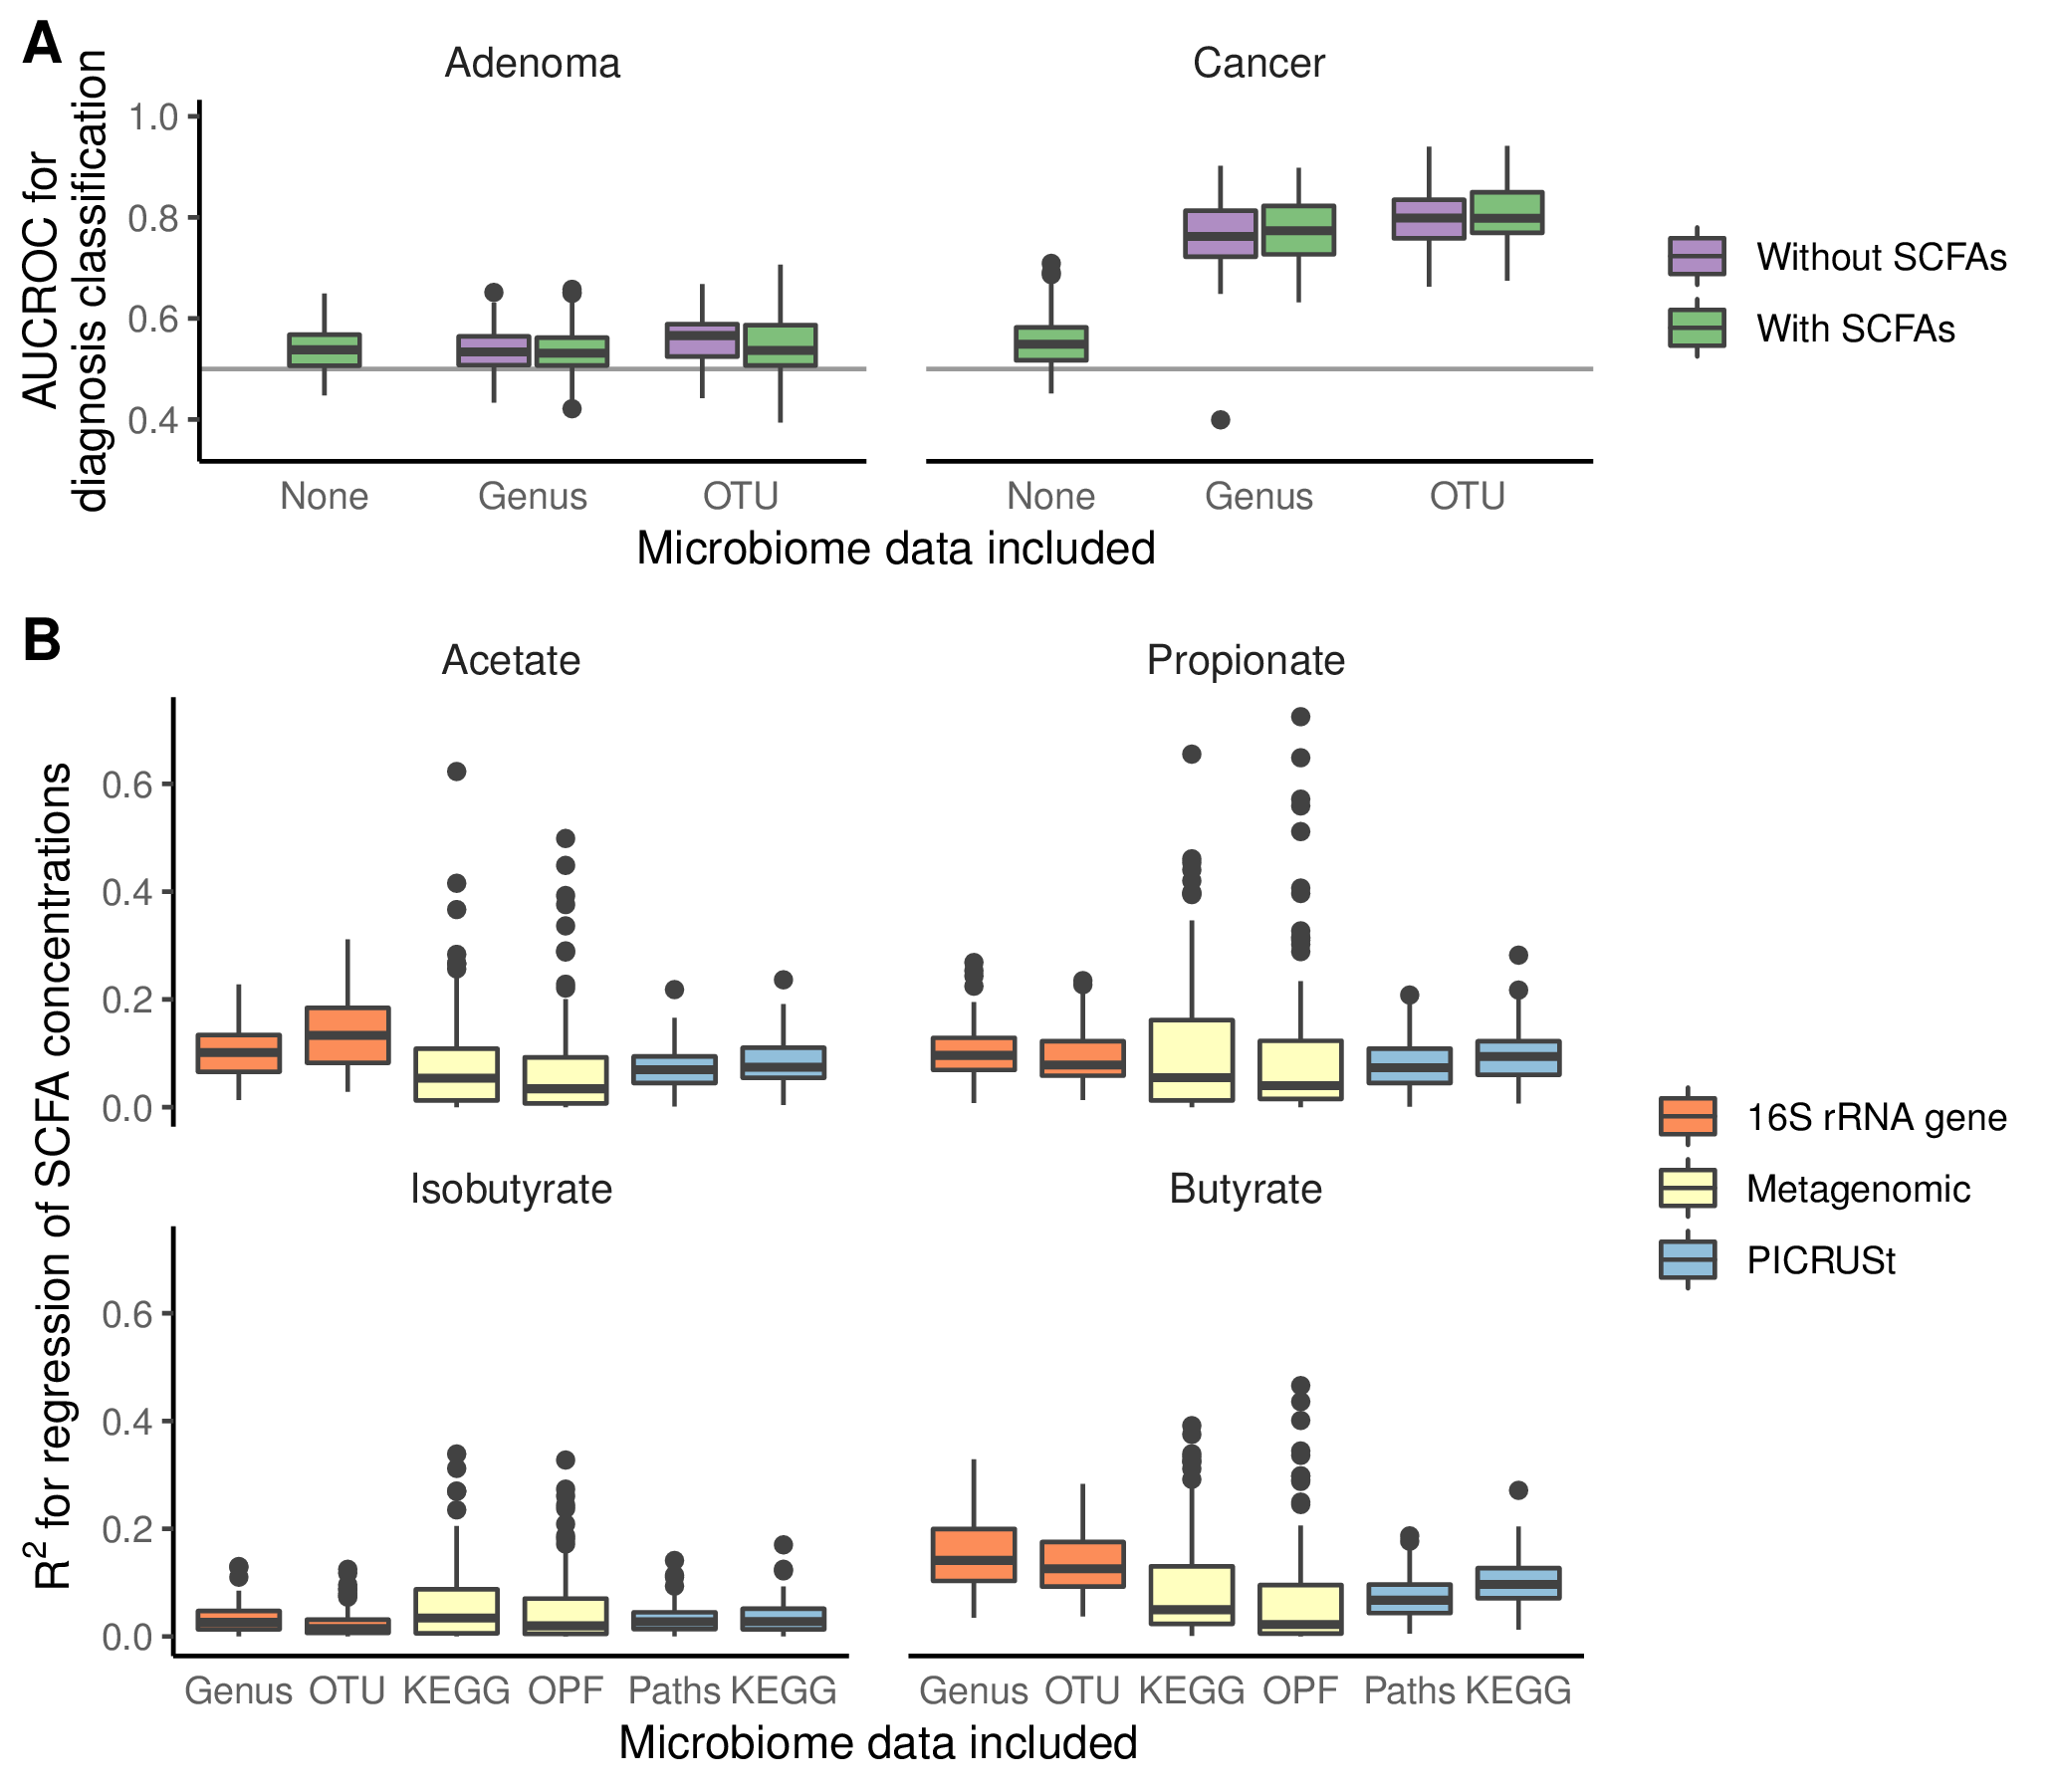 A
Adenoma
Cancer
AUCROC for
diagnosis classification
1.0
0.8
0.6
0.4
None
Genus
OTU
None
Genus
OTU
Microbiome data included
Without SCFAs
With SCFAs
B
Acetate
Propionate
R² for regression of SCFA concentrations
0.6
0.4
0.2
0.0
Isobutyrate
Butyrate
0.6
0.4
0.2
0.0
Genus OTU KEGG OPF Paths KEGG
Genus OTU KEGG OPF Paths KEGG
Microbiome data included
16S rRNA gene
Metagenomic
PICRUSt